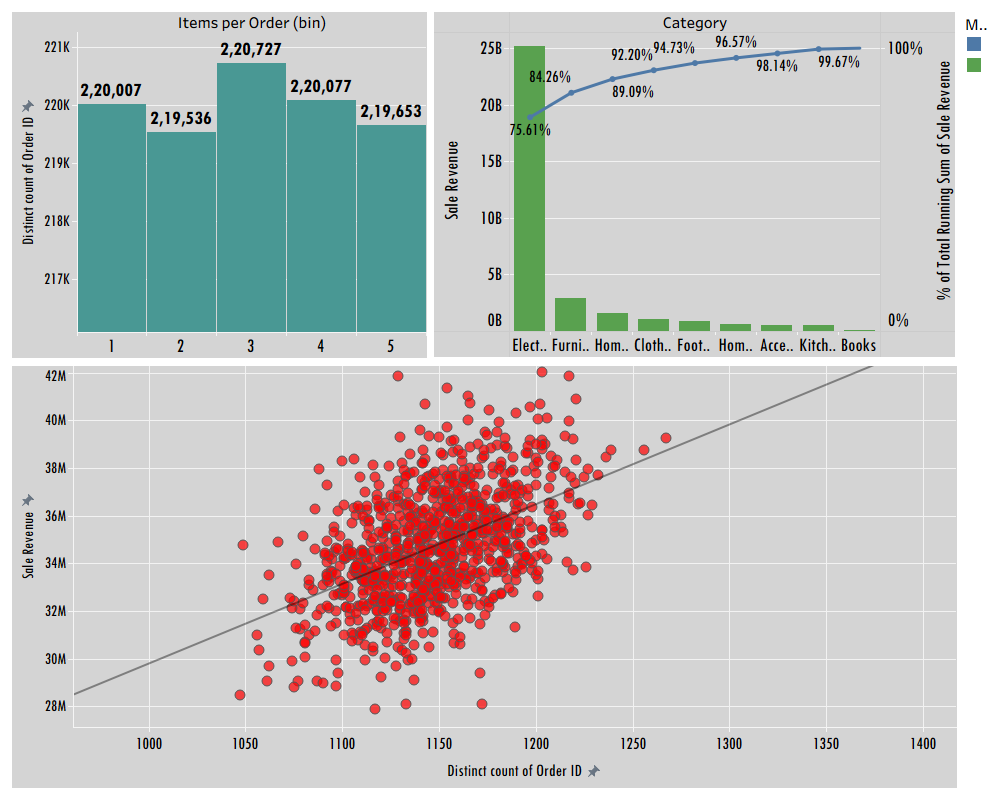 Items per Order (bin)
221K
220K
219K
218K
217K
Distinct count of Order ID
2,20,007
2,19,536
2,20,727
2,20,077
2,19,653
1 2 3 4 5
Category
25B
20B
15B
10B
5B
0B
Sale Revenue
75.61%
84.26%
89.09%
92.20%
94.73%
96.57%
98.14%
99.67%
100%
0%
% of Total Running Sum of Sale Revenue
Elect.. Furni.. Hom.. Cloth.. Foot.. Hom.. Acce.. Kitch.. Books
M..
42M
40M
38M
36M
34M
32M
30M
28M
Sale Revenue
1000 1050 1100 1150 1200 1250 1300 1350 1400
Distinct count of Order ID